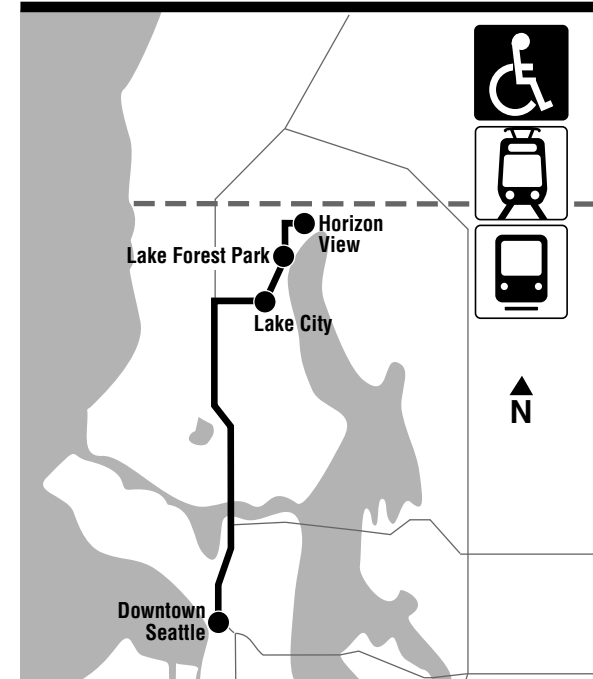 Horizon
View
Lake Forest Park
Lake City
N
Downtown
Seattle